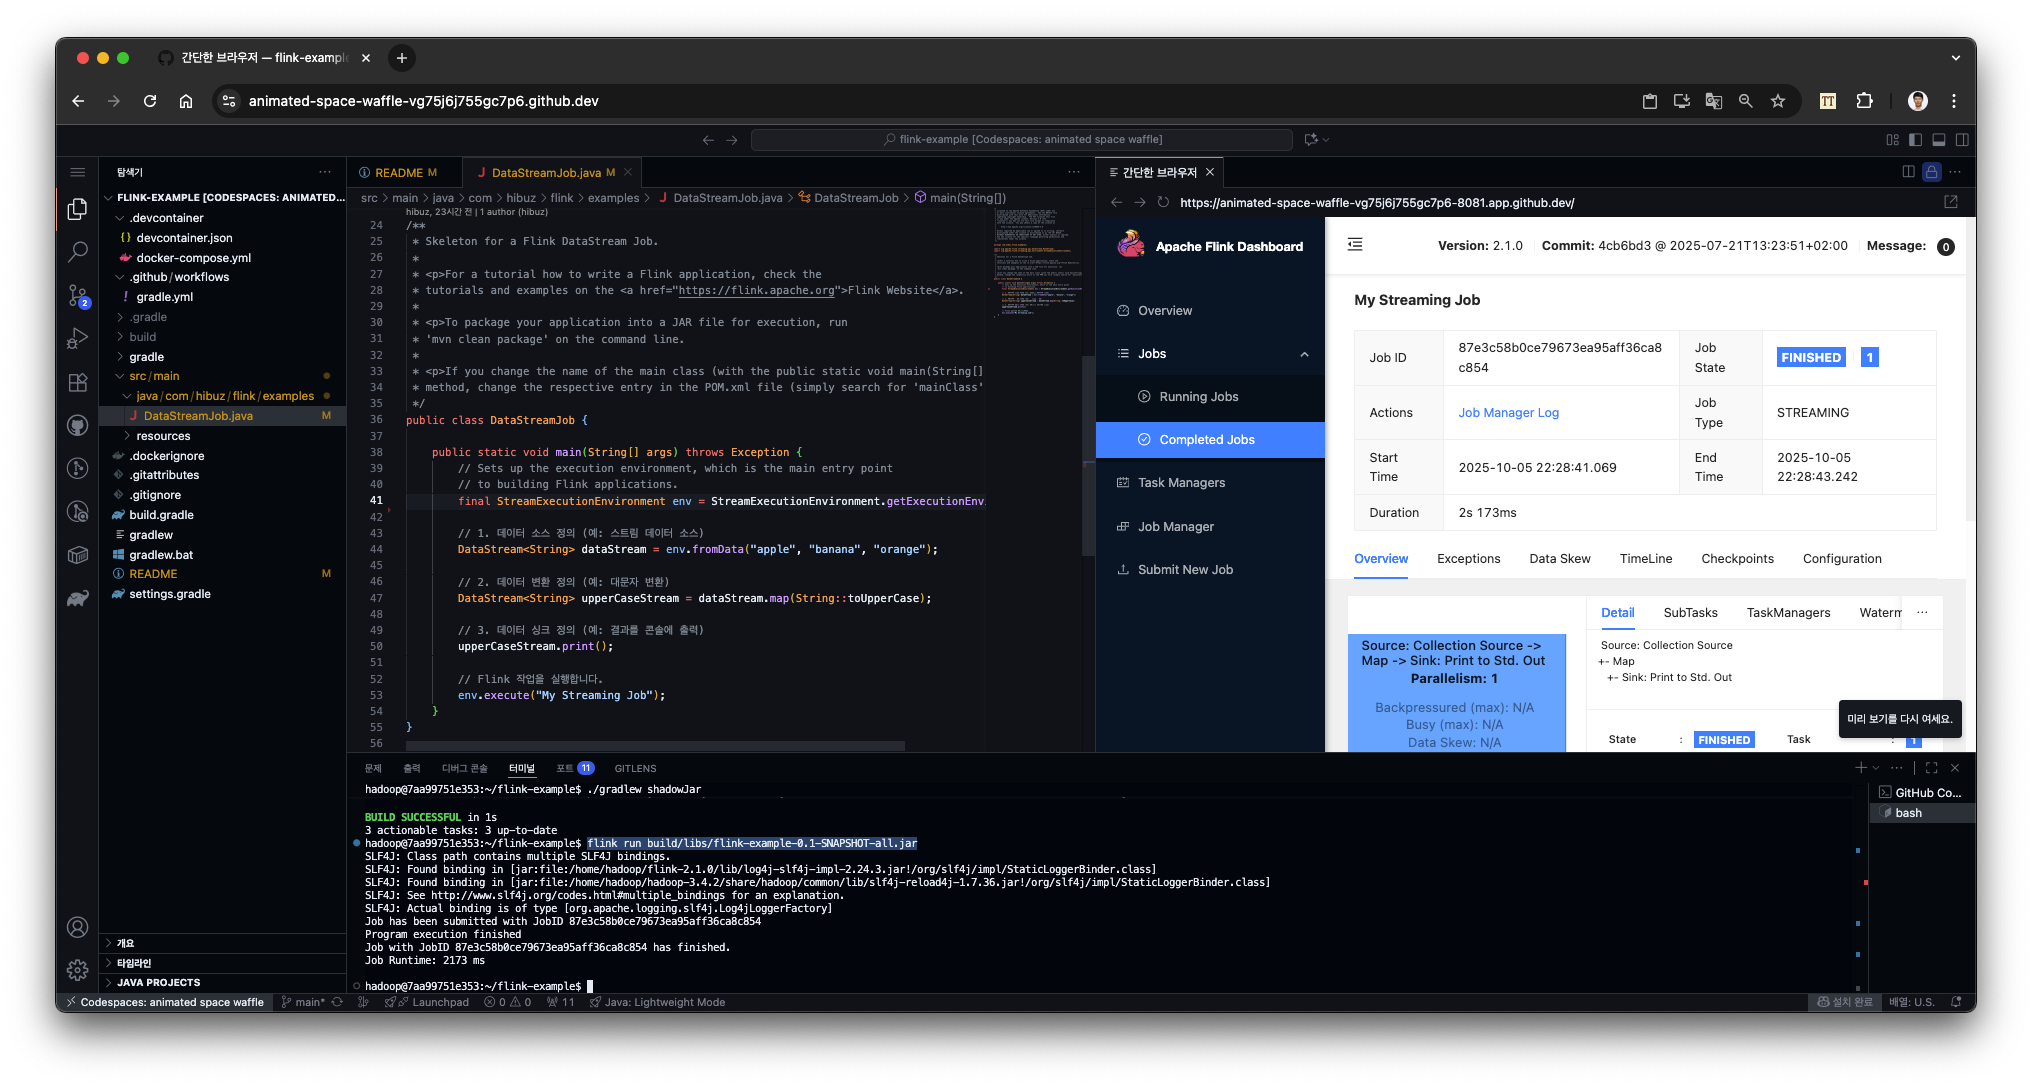 간단한 브라우저 — flink-example
animated-space-waffle-vg75j6j755gc7p6.github.dev
flink-example [Codespaces: animated space waffle]
탐색기
FLINK-EXAMPLE [CODESPACES: ANIMATED...
.devcontainer
devcontainer.json
docker-compose.yml
.github/workflows
gradle.yml
.gradle
build
gradle
src/main
java/com/hibuz/flink/examples
DataStreamJob.java M
resources
.dockerignore
.gitattributes
.gitignore
build.gradle
gradlew
gradlew.bat
README M
settings.gradle
개요
타임라인
JAVA PROJECTS
README M
DataStreamJob.java M
src > main > java > com > hibuz > flink > examples > DataStreamJob.java > DataStreamJob > main(String[])
hibuz, 23시간 전 | 1 author (hibuz)
24 /**
25 * Skeleton for a Flink DataStream Job.
26 *
27 * <p>For a tutorial how to write a Flink application, check the
28 * tutorials and examples on the <a href="https://flink.apache.org">Flink Website</a>.
29 *
30 * <p>To package your application into a JAR file for execution, run
31 * 'mvn clean package' on the command line.
32 *
33 * <p>If you change the name of the main class (with the public static void main(String[]
34 * method, change the respective entry in the POM.xml file (simply search for 'mainClass'
35 */
36 public class DataStreamJob {
37
38 public static void main(String[] args) throws Exception {
39 // Sets up the execution environment, which is the main entry point
40 // to building Flink applications.
41 final StreamExecutionEnvironment env = StreamExecutionEnvironment.getExecutionEnv
42
43 // 1. 데이터 소스 정의 (예: 스트림 데이터 소스)
44 DataStream<String> dataStream = env.fromData("apple", "banana", "orange");
45
46 // 2. 데이터 변환 정의 (예: 대문자 변환)
47 DataStream<String> upperCaseStream = dataStream.map(String::toUpperCase);
48
49 // 3. 데이터 싱크 정의 (예: 결과를 콘솔에 출력)
50 upperCaseStream.print();
51
52 // Flink 작업을 실행합니다.
53 env.execute("My Streaming Job");
54 }
55 }
56
간단한 브라우저
https://animated-space-waffle-vg75j6j755gc7p6-8081.app.github.dev/
Apache Flink Dashboard
Overview
Jobs
Running Jobs
Completed Jobs
Task Managers
Job Manager
Submit New Job
Version: 2.1.0 Commit: 4cb6bd3 @ 2025-07-21T13:23:51+02:00 Message: 0
My Streaming Job
Job ID 87e3c58b0ce79673ea95aff36ca8c854 Job State FINISHED 1
Actions Job Manager Log Job Type STREAMING
Start Time 2025-10-05 22:28:41.069 End Time 2025-10-05 22:28:43.242
Duration 2s 173ms
Overview Exceptions Data Skew TimeLine Checkpoints Configuration
Source: Collection Source ->
Map -> Sink: Print to Std. Out
Parallelism: 1
Backpressured (max): N/A
Busy (max): N/A
Data Skew: N/A
Detail SubTasks TaskManagers Waterm ...
Source: Collection Source
+- Map
+- Sink: Print to Std. Out
미리 보기를 다시 여세요.
State : FINISHED Task : 1
문제 출력 디버그 콘솔 터미널 포트 11 GITLENS
hadoop@7aa99751e353:~/flink-example$ ./gradlew shadowJar
BUILD SUCCESSFUL in 1s
3 actionable tasks: 3 up-to-date
hadoop@7aa99751e353:~/flink-example$ flink run build/libs/flink-example-0.1-SNAPSHOT-all.jar
SLF4J: Class path contains multiple SLF4J bindings.
SLF4J: Found binding in [jar:file:/home/hadoop/flink-2.1.0/lib/log4j-slf4j-impl-2.24.3.jar!/org/slf4j/impl/StaticLoggerBinder.class]
SLF4J: Found binding in [jar:file:/home/hadoop/hadoop-3.4.2/share/hadoop/common/lib/slf4j-reload4j-1.7.36.jar!/org/slf4j/impl/StaticLoggerBinder.class]
SLF4J: See http://www.slf4j.org/codes.html#multiple_bindings for an explanation.
SLF4J: Actual binding is of type [org.apache.logging.slf4j.Log4jLoggerFactory]
Job has been submitted with JobID 87e3c58b0ce79673ea95aff36ca8c854
Program execution finished
Job with JobID 87e3c58b0ce79673ea95aff36ca8c854 has finished.
Job Runtime: 2173 ms
hadoop@7aa99751e353:~/flink-example$
GitHub Co...
bash
Codespaces: animated space waffle main* Launchpad 0 0 11 Java: Lightweight Mode 설치 완료 배열: U.S.